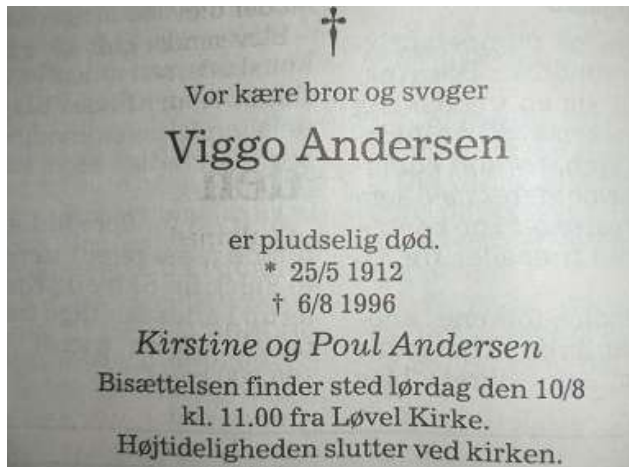 †
Vor kære bror og svoger
Viggo Andersen
er pludselig død.
* 25/5 1912
† 6/8 1996
Kirstine og Poul Andersen
Bisættelsen finder sted lørdag den 10/8
kl. 11.00 fra Løvel Kirke.
Højtideligheden slutter ved kirken.